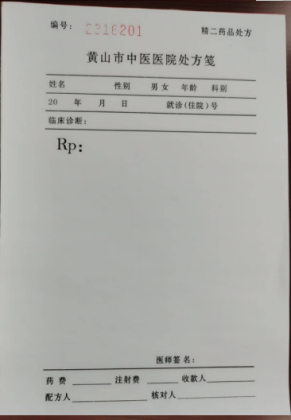 编号: 2316201 精二药品处方
黄山市中医医院处方笺
姓名 性别 男 女 年龄 科别
20 年 月 日 就诊(住院)号
临床诊断:
Rp:
医师签名:
药 费 注射费 收款人
配方人 核对人